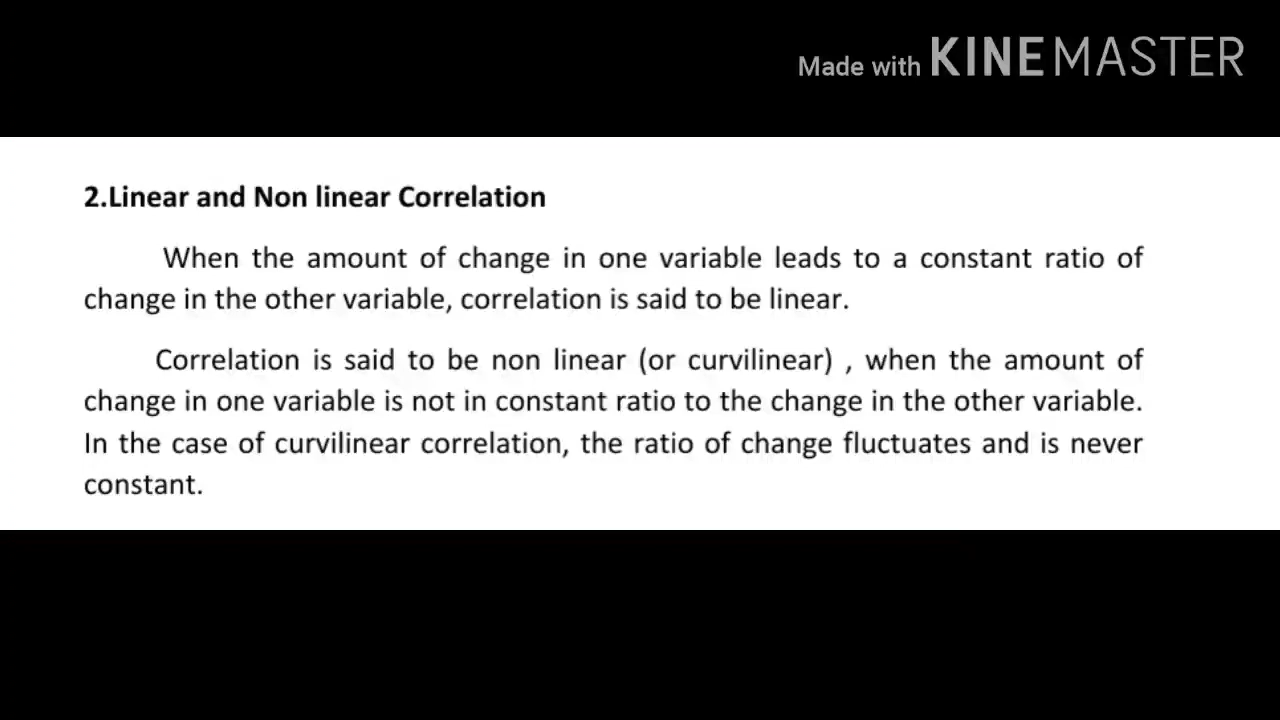 Made with KINEMASTER
2.Linear and Non linear Correlation
When the amount of change in one variable leads to a constant ratio of
change in the other variable, correlation is said to be linear.
Correlation is said to be non linear (or curvilinear) , when the amount of
change in one variable is not in constant ratio to the change in the other variable.
In the case of curvilinear correlation, the ratio of change fluctuates and is never
constant.